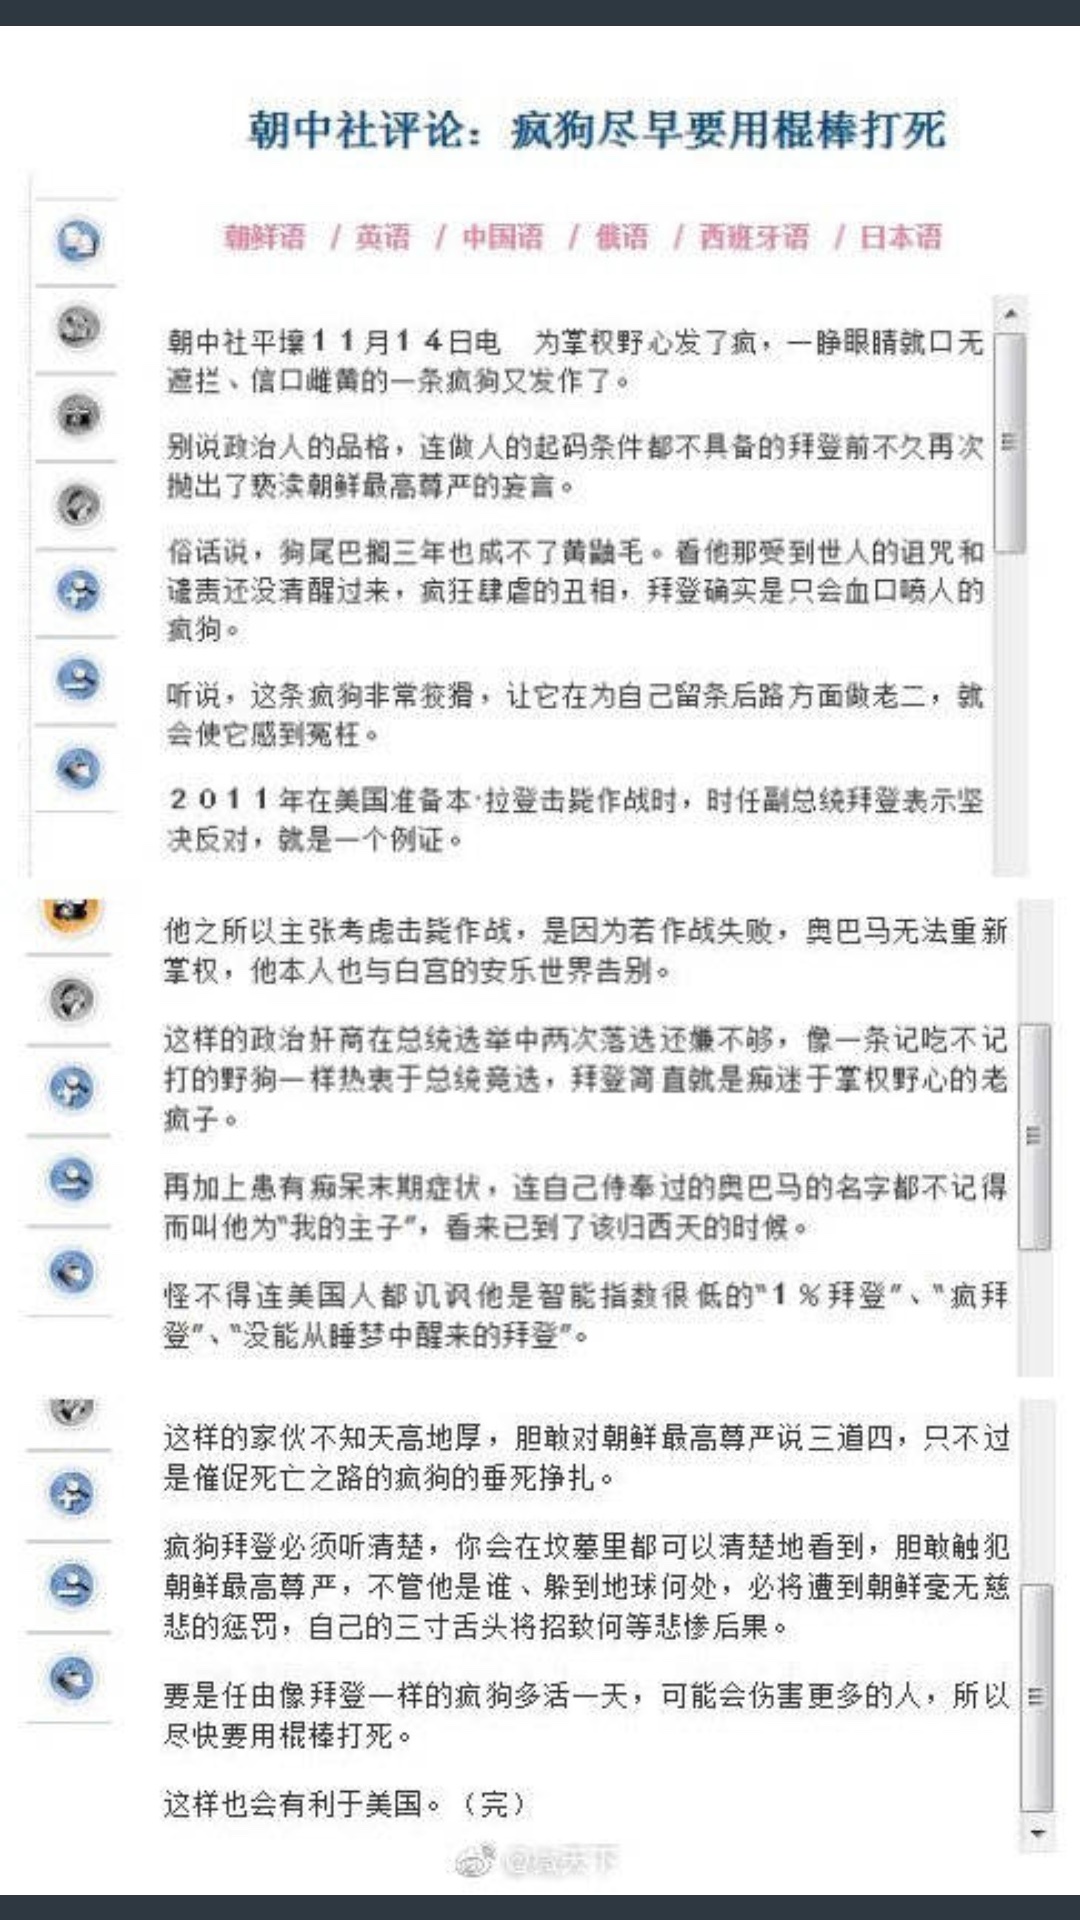 朝中社评论：疯狗尽早要用棍棒打死
朝鲜语 / 英语 / 中国语 / 俄语 / 西班牙语 / 日本语
朝中社平壤１１月１４日电　为掌权野心发了疯，一睁眼睛就口无
遮拦、信口雌黄的一条疯狗又发作了。
别说政治人的品格，连做人的起码条件都不具备的拜登前不久再次
抛出了亵渎朝鲜最高尊严的妄言。
俗话说，狗尾巴搁三年也成不了黄鼬毛。看他那受到世人的诅咒和
谴责还没清醒过来，疯狂肆虐的丑相，拜登确实是只会血口喷人的
疯狗。
听说，这条疯狗非常狡猾，让它在为自己留条后路方面做老二，就
会使它感到冤枉。
２０１１年在美国准备本·拉登击毙作战时，时任副总统拜登表示坚
决反对，就是一个例证。
他之所以主张考虑击毙作战，是因为若作战失败，奥巴马无法重新
掌权，他本人也与白宫的安乐世界告别。
这样的政治奸商在总统选举中两次落选还嫌不够，像一条记吃不记
打的野狗一样热衷于总统竞选，拜登简直就是痴迷于掌权野心的老
疯子。
再加上患有痴呆末期症状，连自己侍奉过的奥巴马的名字都不记得
而叫他为“我的主子”，看来已到了该归西天的时候。
怪不得连美国人都讥讽他是智能指数很低的“１％拜登”、“疯拜
登”、“没能从睡梦中醒来的拜登”。
这样的家伙不知天高地厚，胆敢对朝鲜最高尊严说三道四，只不过
是催促死亡之路的疯狗的垂死挣扎。
疯狗拜登必须听清楚，你会在坟墓里都可以清楚地看到，胆敢触犯
朝鲜最高尊严，不管他是谁、躲到地球何处，必将遭到朝鲜毫无慈
悲的惩罚，自己的三寸舌头将招致何等悲惨后果。
要是任由像拜登一样的疯狗多活一天，可能会伤害更多的人，所以
尽快要用棍棒打死。
这样也会有利于美国。（完）